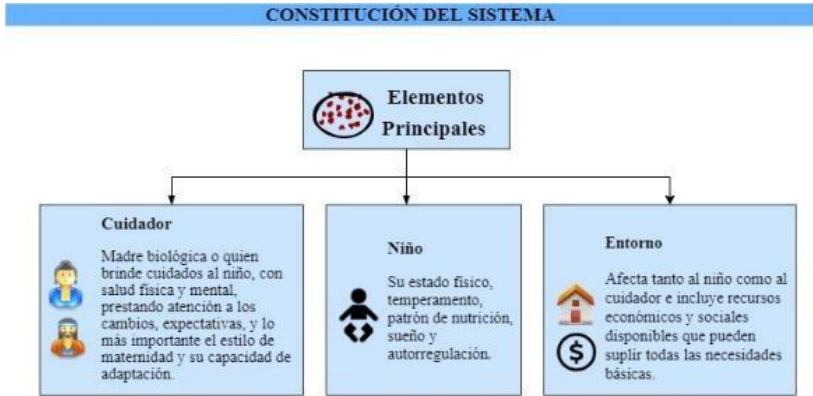 CONSTITUCIÓN DEL SISTEMA
Elementos
Principales
Cuidador
Madre biológica o quien
brinde cuidados al niño, con
salud física y mental,
prestando atención a los
cambios, expectativas, y lo
más importante el estilo de
maternidad y su capacidad de
adaptación.
Niño
Su estado físico,
temperamento,
patrón de nutrición,
sueño y
autorregulación.
Entorno
Afecta tanto al niño como al
cuidador e incluye recursos
económicos y sociales
disponibles que pueden
suplir todas las necesidades
básicas.
$